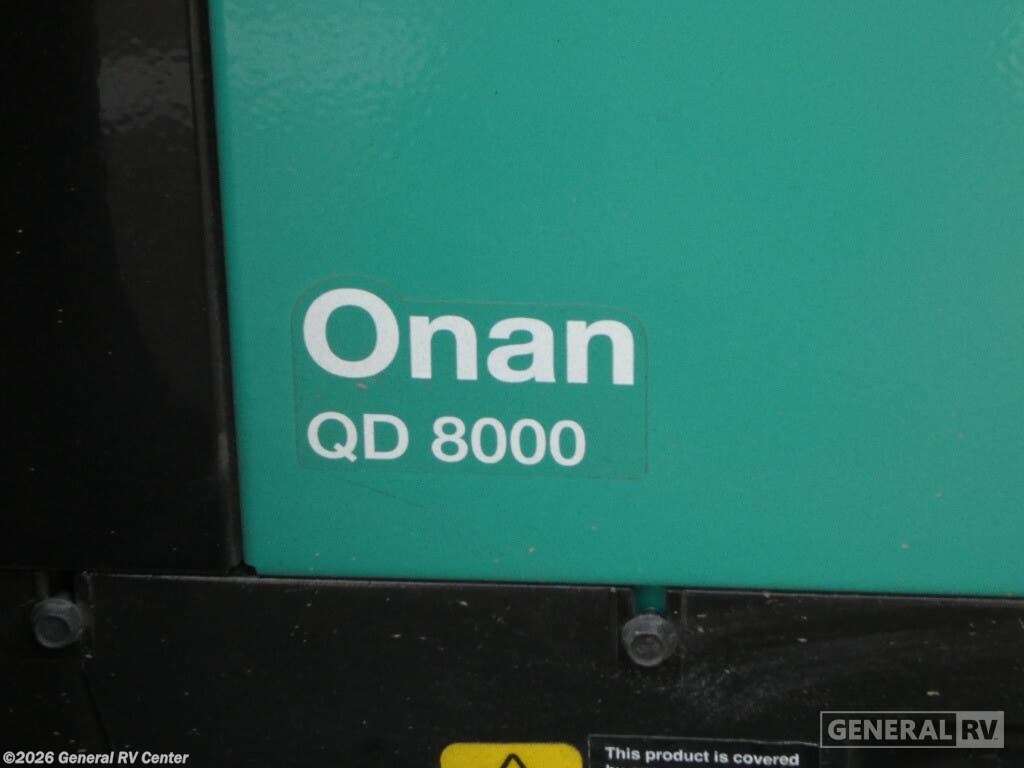 Onan
QD 8000
This product is covered
GENERAL RV
©2026 General RV Center